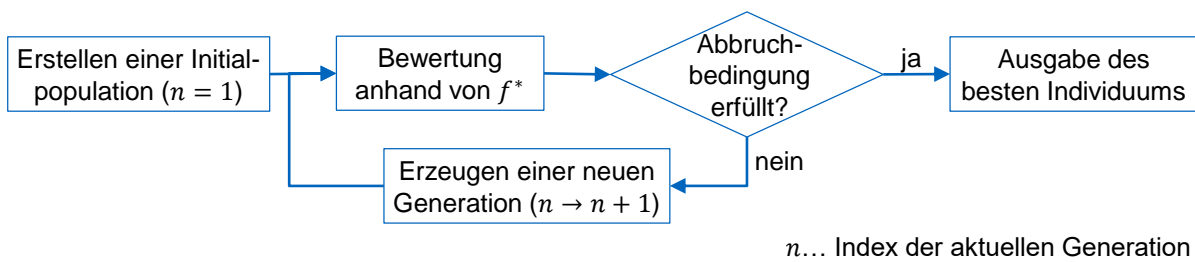 Erstellen einer Initial-
population (n = 1)
Bewertung
anhand von f*
Abbruch-
bedingung
erfüllt?
ja
Ausgabe des
besten Individuums
nein
Erzeugen einer neuen
Generation (n → n + 1)
n… Index der aktuellen Generation